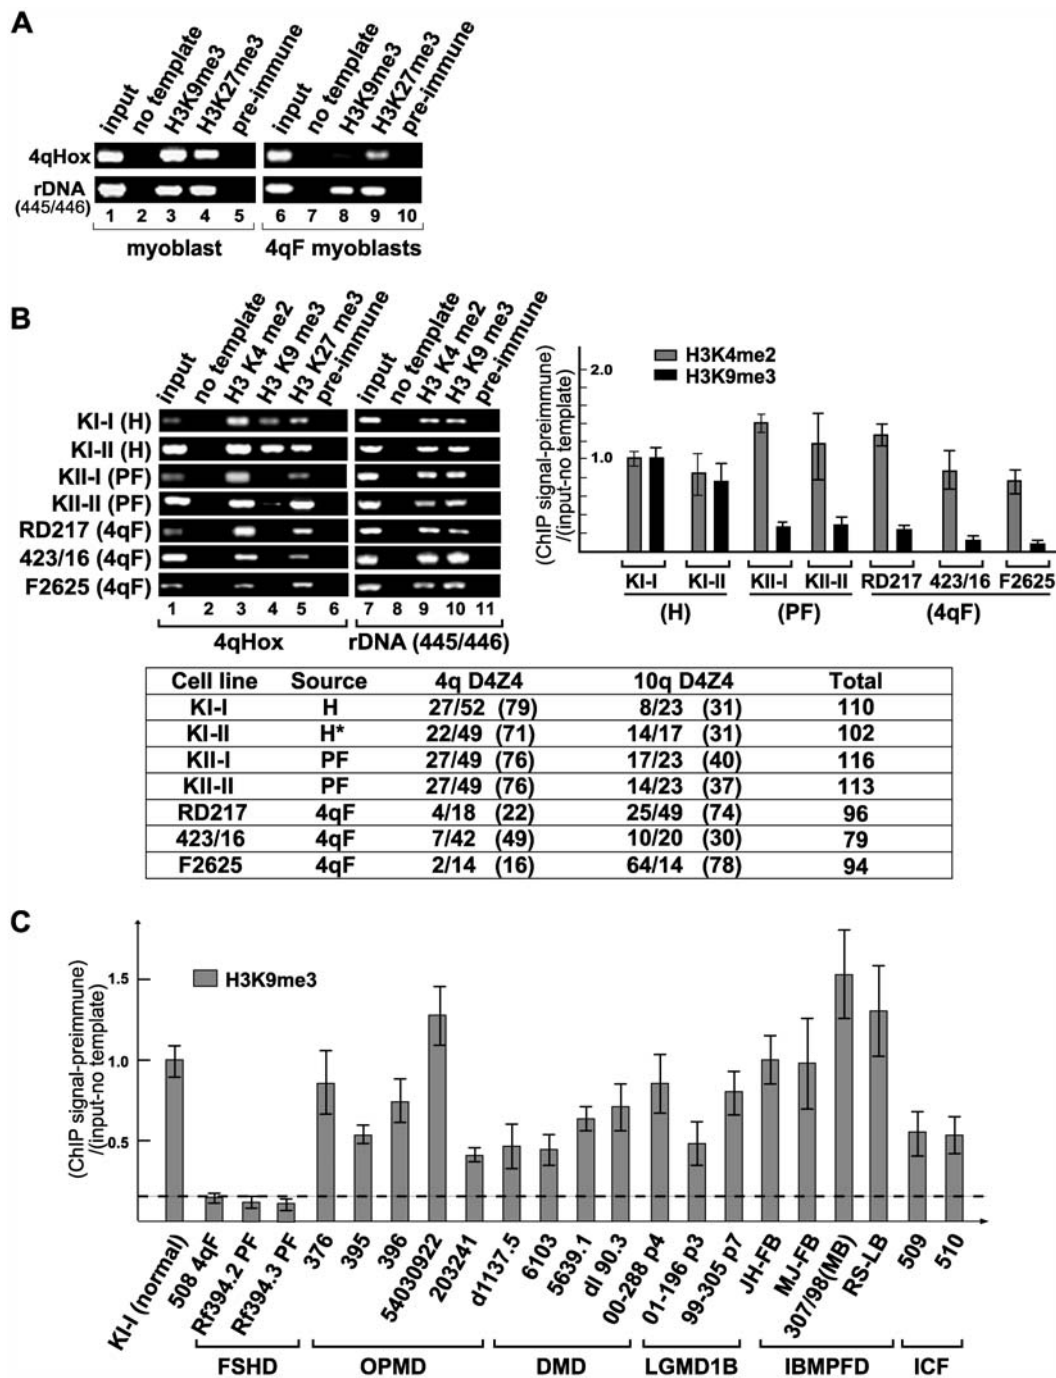 A
input
no template
H3K9me3
H3K27me3
pre-immune
input
no template
H3K9me3
H3K27me3
pre-immune
4qHox
rDNA
(445/446)
1 2 3 4 5 6 7 8 9 10
myoblast 4qF myoblasts
B
input
no template
H3 K4 me2
H3 K9 me3
H3 K27 me3
pre-immune
input
no template
H3 K4 me2
H3 K9 me3
pre-immune
KI-I (H)
KI-II (H)
KII-I (PF)
KII-II (PF)
RD217 (4qF)
423/16 (4qF)
F2625 (4qF)
1 2 3 4 5 6 7 8 9 10 11
4qHox rDNA (445/446)
(ChIP signal-preimmune)
/(input-no template)
2.0
1.0
H3K4me2
H3K9me3
KI-I KI-II KII-I KII-II RD217 423/16 F2625
(H) (PF) (4qF)
Cell line Source 4q D4Z4 10q D4Z4 Total
KI-I H 27/52 (79) 8/23 (31) 110
KI-II H* 22/49 (71) 14/17 (31) 102
KII-I PF 27/49 (76) 17/23 (40) 116
KII-II PF 27/49 (76) 14/23 (37) 113
RD217 4qF 4/18 (22) 25/49 (74) 96
423/16 4qF 7/42 (49) 10/20 (30) 79
F2625 4qF 2/14 (16) 64/14 (78) 94
C
(ChIP signal-preimmune)
/(input-no template)
1.5
1.0
0.5
H3K9me3
KI-I (normal)
508 4qF
Rf394.2 PF
Rf394.3 PF
376
395
396
54030922
203241
d1137.5
6103
5639.1
dl 90.3
00-288 p4
01-196 p3
99-305 p7
JH-FB
MJ-FB
307/98(MB)
RS-LB
509
510
FSHD OPMD DMD LGMD1B IBMPFD ICF